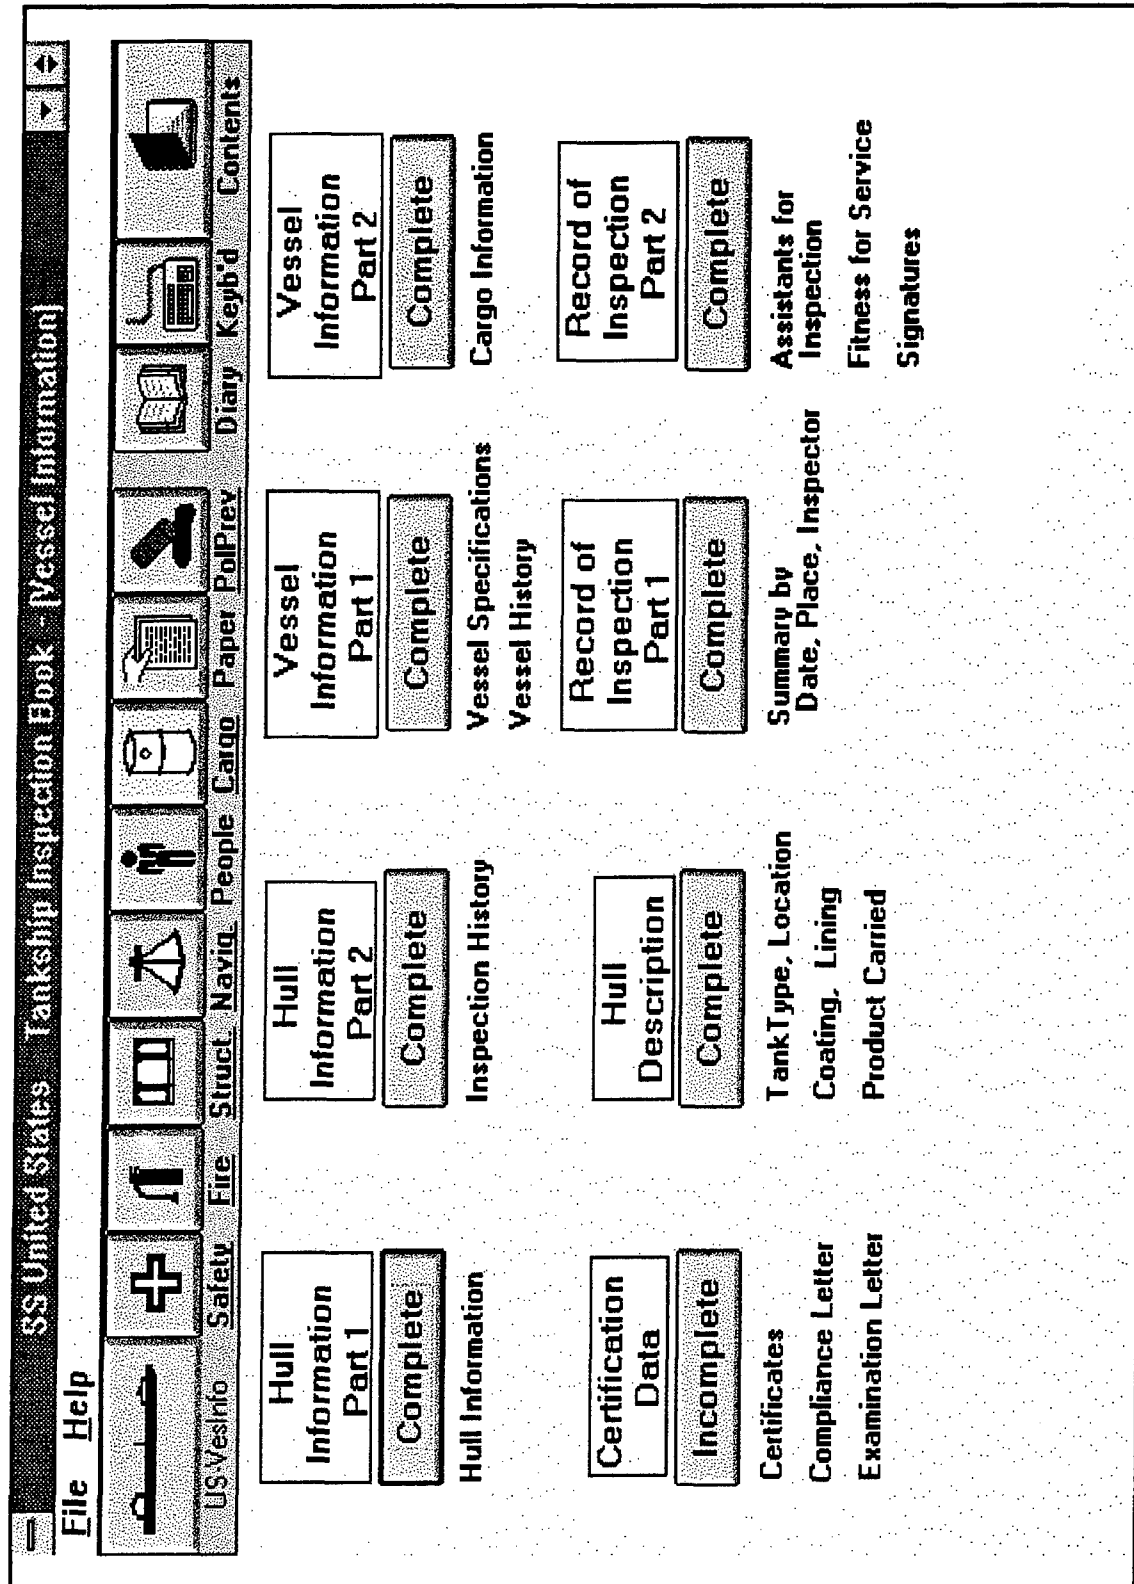 SS United States   Tankship Inspecion Book - [Vessel Information]
File  Help
US VesInfo  Safety  Fire  Struct.  Navig.  People  Cargo  Paper  PolPrev  Diary  Keyb'd  Contents
Hull
Information
Part 1
Complete
Hull Information
Hull
Information
Part 2
Complete
Inspection History
Vessel
Information
Part 1
Complete
Vessel Specifications
Vessel History
Vessel
Information
Part 2
Complete
Cargo Information
Certification
Data
Incomplete
Certificates
Compliance Letter
Examination Letter
Hull
Description
Complete
TankType, Location
Coating, Lining
Product Carried
Record of
Inspection
Part 1
Complete
Summary by
Date, Place, Inspector
Record of
Inspection
Part 2
Complete
Assistants for
Inspection
Fitness for Service
Signatures